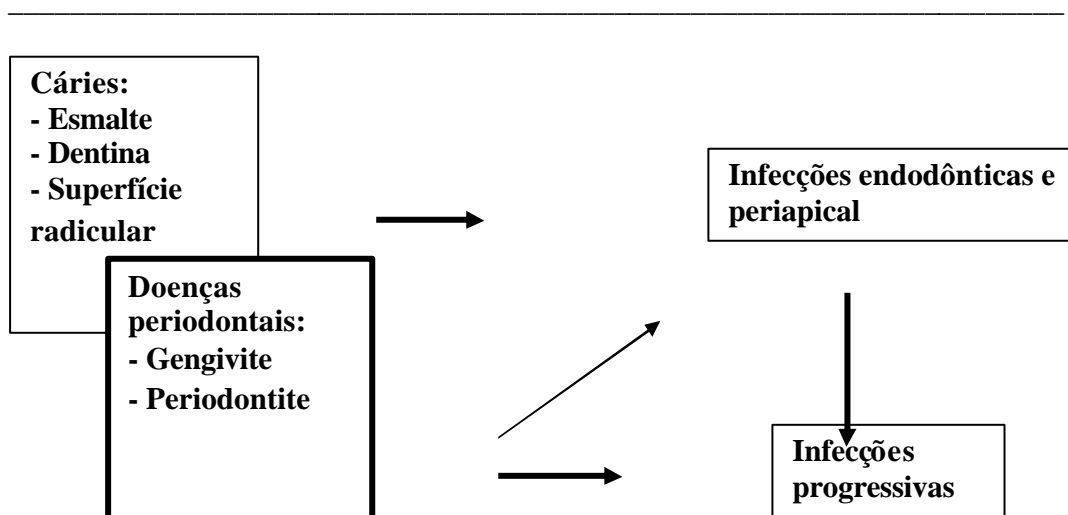 Cáries:
- Esmalte
- Dentina
- Superfície
radicular
Doenças
periodontais:
- Gengivite
- Periodontite
Infecções endodônticas e
periapical
Infecções
progressivas